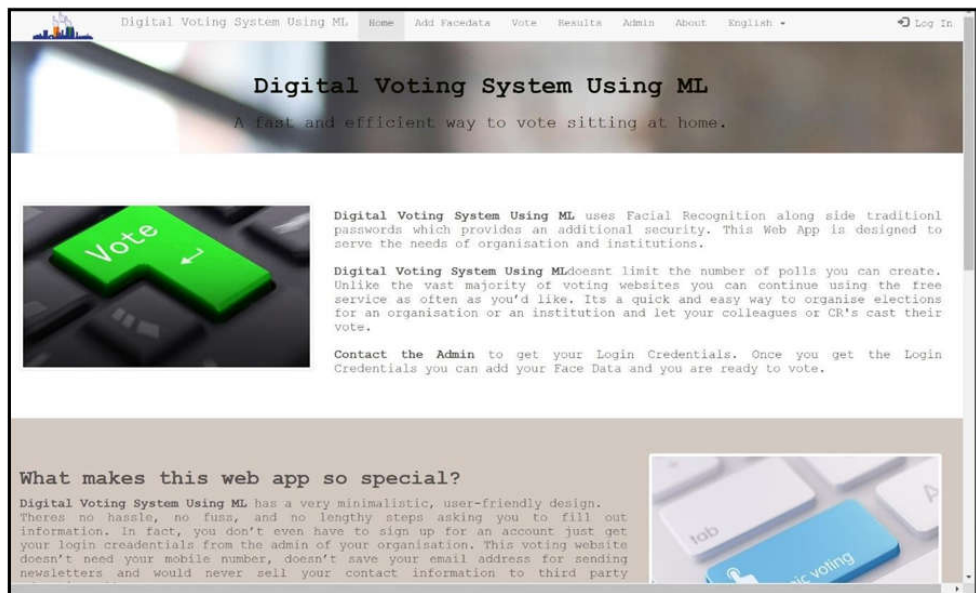 Digital Voting System Using ML Home Add Facedata Vote Results Admin About English Log In
Digital Voting System Using ML
A fast and efficient way to vote sitting at home.
Vote
Digital Voting System Using ML uses Facial Recognition along side traditionl
passwords which provides an additional security. This Web App is designed to
serve the needs of organisation and institutions.
Digital Voting System Using MLdoesnt limit the number of polls you can create.
Unlike the vast majority of voting websites you can continue using the free
service as often as you'd like. Its a quick and easy way to organise elections
for an organisation or an institution and let your colleagues or CR's cast their
vote.
Contact the Admin to get your Login Credentials. Once you get the Login
Credentials you can add your Face Data and you are ready to vote.
What makes this web app so special?
Digital Voting System Using ML has a very minimalistic, user-friendly design.
Theres no hassle, no fuss, and no lengthy steps asking you to fill out
information. In fact, you don't even have to sign up for an account just get
your login creadentials from the admin of your organisation. This voting website
doesn't need your mobile number, doesn't save your email address for sending
newsletters and would never sell your contact information to third party
tab
voting